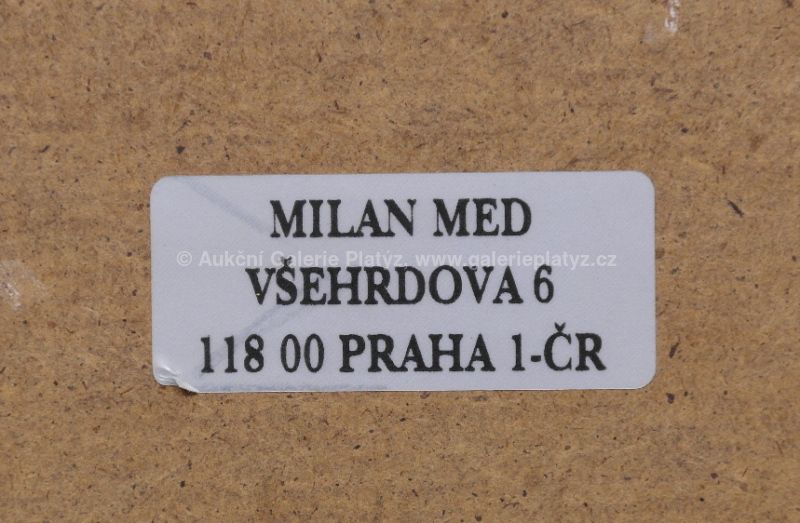 MILAN MED
© Aukční Galerie Platýz, www.galerieplatyz.cz
VŠEHRDOVA 6
118 00 PRAHA 1-ČR